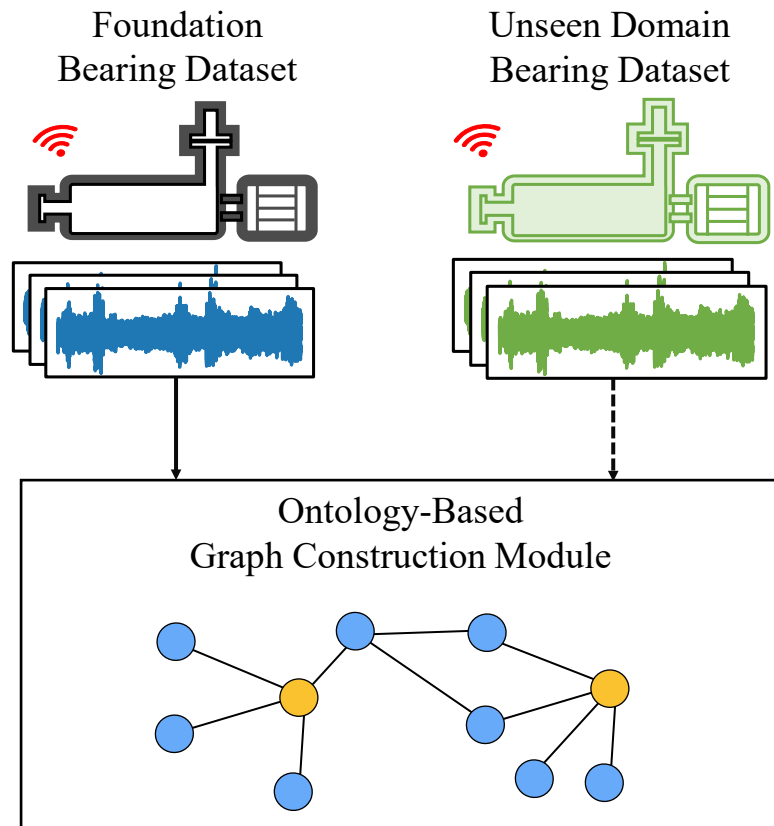 Foundation
Bearing Dataset
Unseen Domain
Bearing Dataset
Ontology-Based
Graph Construction Module